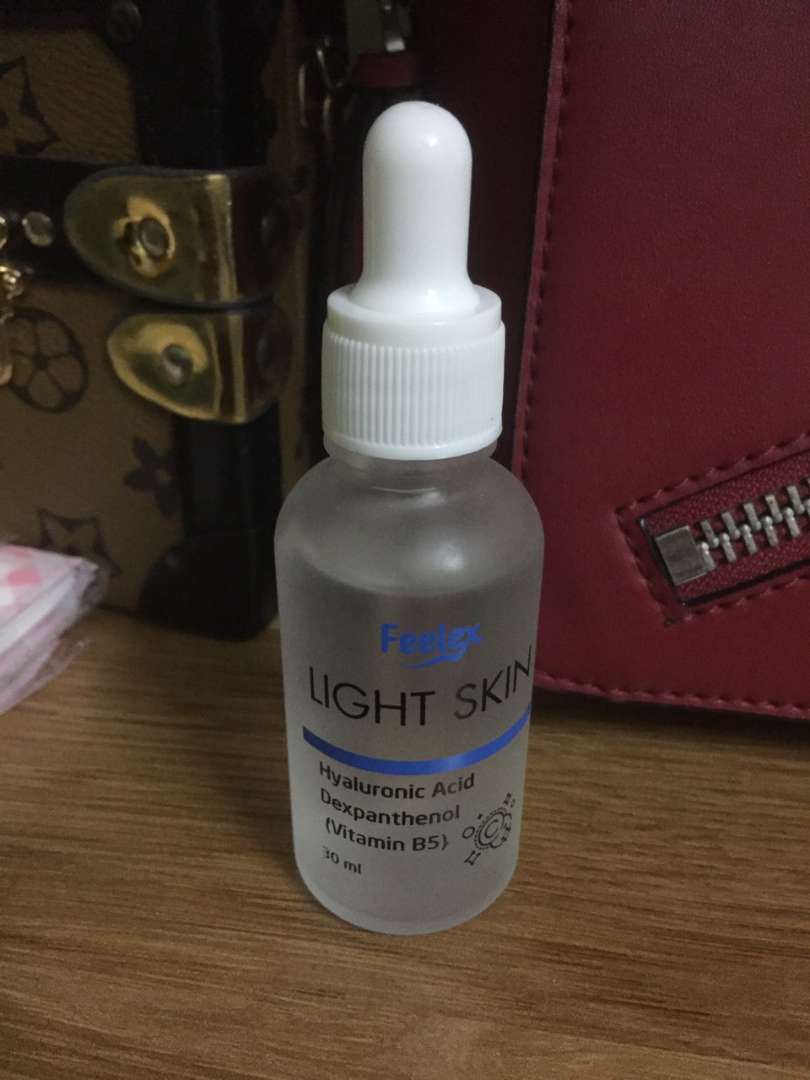 Feelex
LIGHT SKIN
Hyaluronic Acid
Dexpanthenol
(Vitamin B5}
30 ml